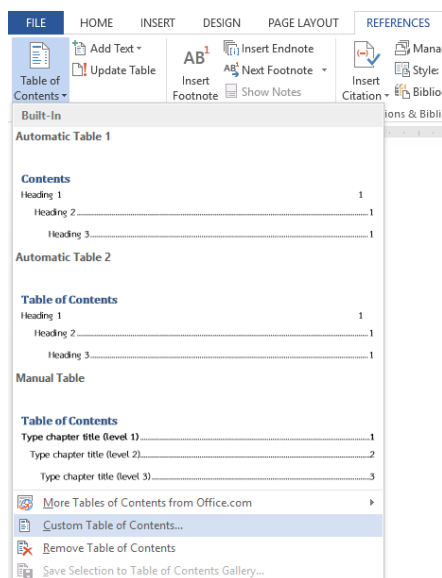 FILE HOME INSERT DESIGN PAGE LAYOUT REFERENCES
Add Text Insert Endnote Mana
Update Table AB1 Next Footnote Style:
Table of Contents Insert Footnote Show Notes Insert Citation Biblio
ions & Bibli
Built-In
Automatic Table 1
Contents
Heading 1 1
Heading 2 1
Heading 3 1
Automatic Table 2
Table of Contents
Heading 1 1
Heading 2 1
Heading 3 1
Manual Table
Table of Contents
Type chapter title (level 1) 1
Type chapter title (level 2) 2
Type chapter title (level 3) 3
More Tables of Contents from Office.com
Custom Table of Contents...
Remove Table of Contents
Save Selection to Table of Contents Gallery...